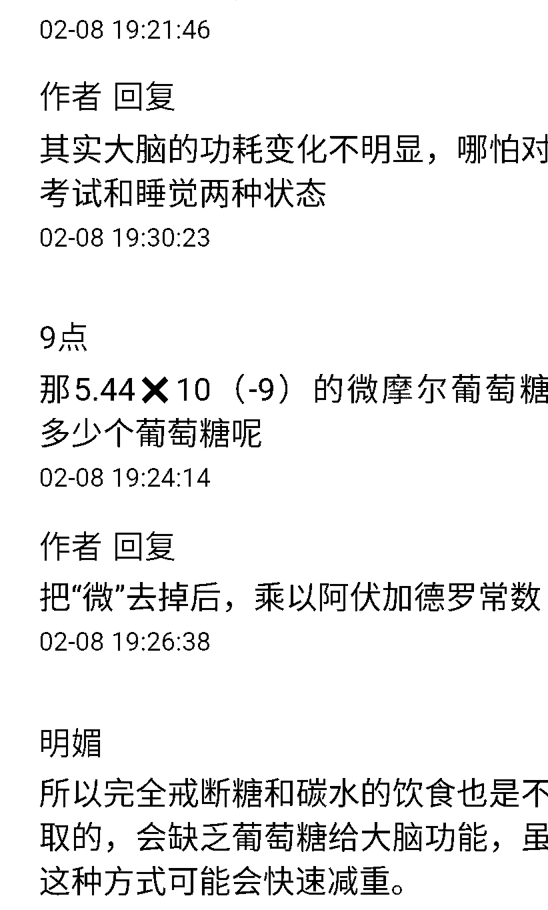 02-08 19:21:46
作者 回复
其实大脑的功耗变化不明显，哪怕对
考试和睡觉两种状态
02-08 19:30:23
9点
那5.44✖10（-9）的微摩尔葡萄糖
多少个葡萄糖呢
02-08 19:24:14
作者 回复
把“微”去掉后，乘以阿伏加德罗常数
02-08 19:26:38
明媚
所以完全戒断糖和碳水的饮食也是不
取的，会缺乏葡萄糖给大脑功能，虽
这种方式可能会快速减重。